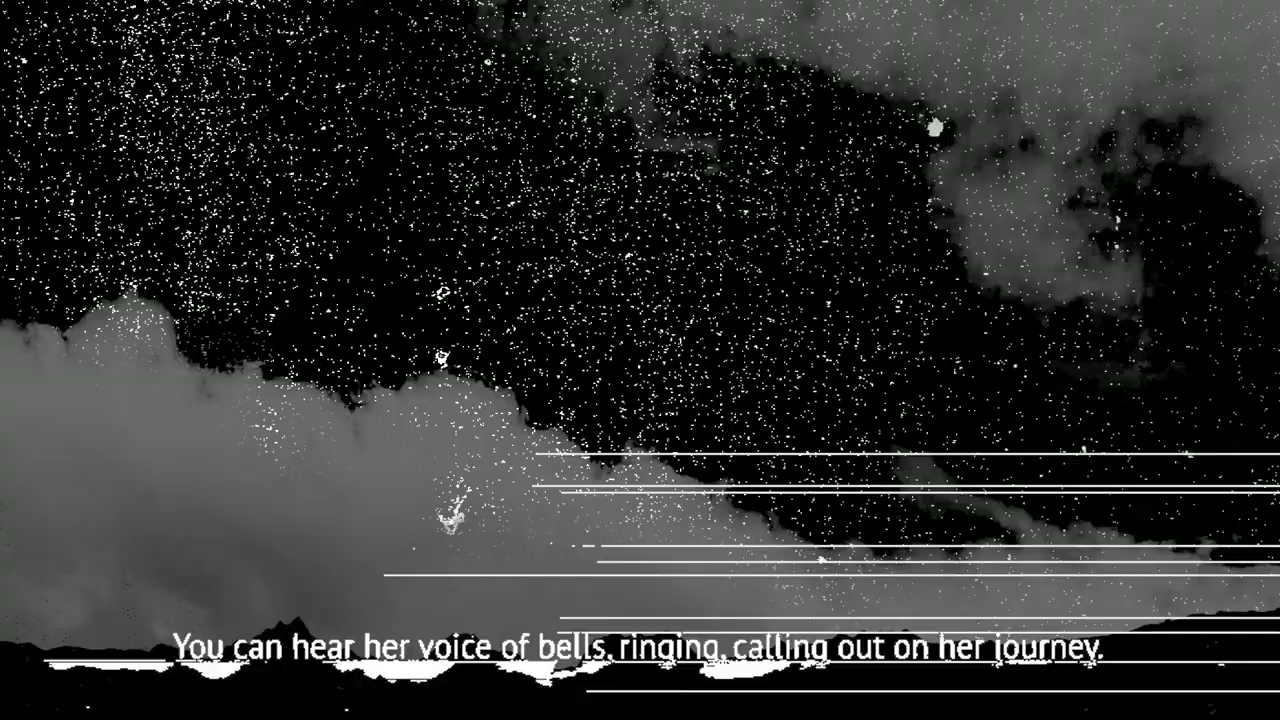 You can hear her voice of bells, ringing, calling out on her journey.